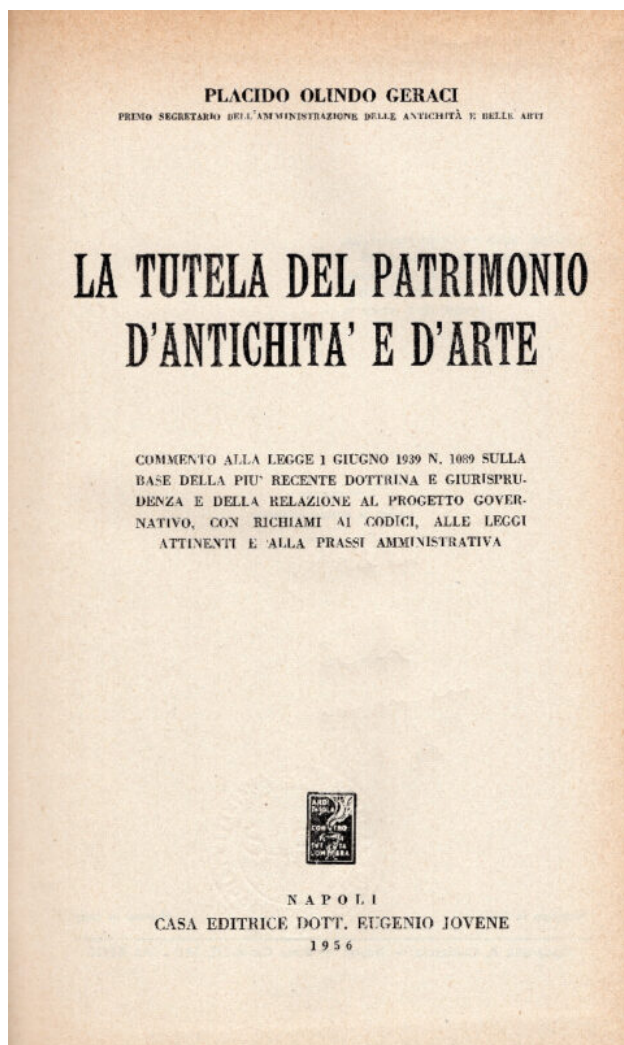 PLACIDO OLINDO GERACI
PRIMO SEGRETARIO DELL'AMMINISTRAZIONE DELLE ANTICHITÀ E DELLE ARTI
LA TUTELA DEL PATRIMONIO
D'ANTICHITA' E D'ARTE
COMMENTO ALLA LEGGE 1 GIUGNO 1939 N. 1089 SULLA
BASE DELLA PIU' RECENTE DOTTRINA E GIURISPRU-
DENZA E DELLA RELAZIONE AL PROGETTO GOVER-
NATIVO, CON RICHIAMI AI CODICI, ALLE LEGGI
ATTINENTI E ALLA PRASSI AMMINISTRATIVA
NAPOLI
CASA EDITRICE DOTT. EUGENIO JOVENE
1956